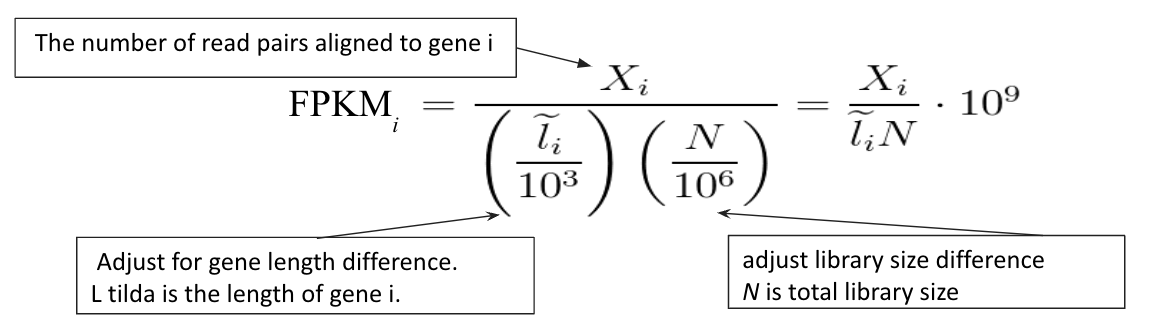 The number of read pairs aligned to gene i
FPKM_i = X_i / ((l̃_i / 10^3) (N / 10^6)) = X_i / (l̃_i N) · 10^9
Adjust for gene length difference.
L tilda is the length of gene i.
adjust library size difference
N is total library size